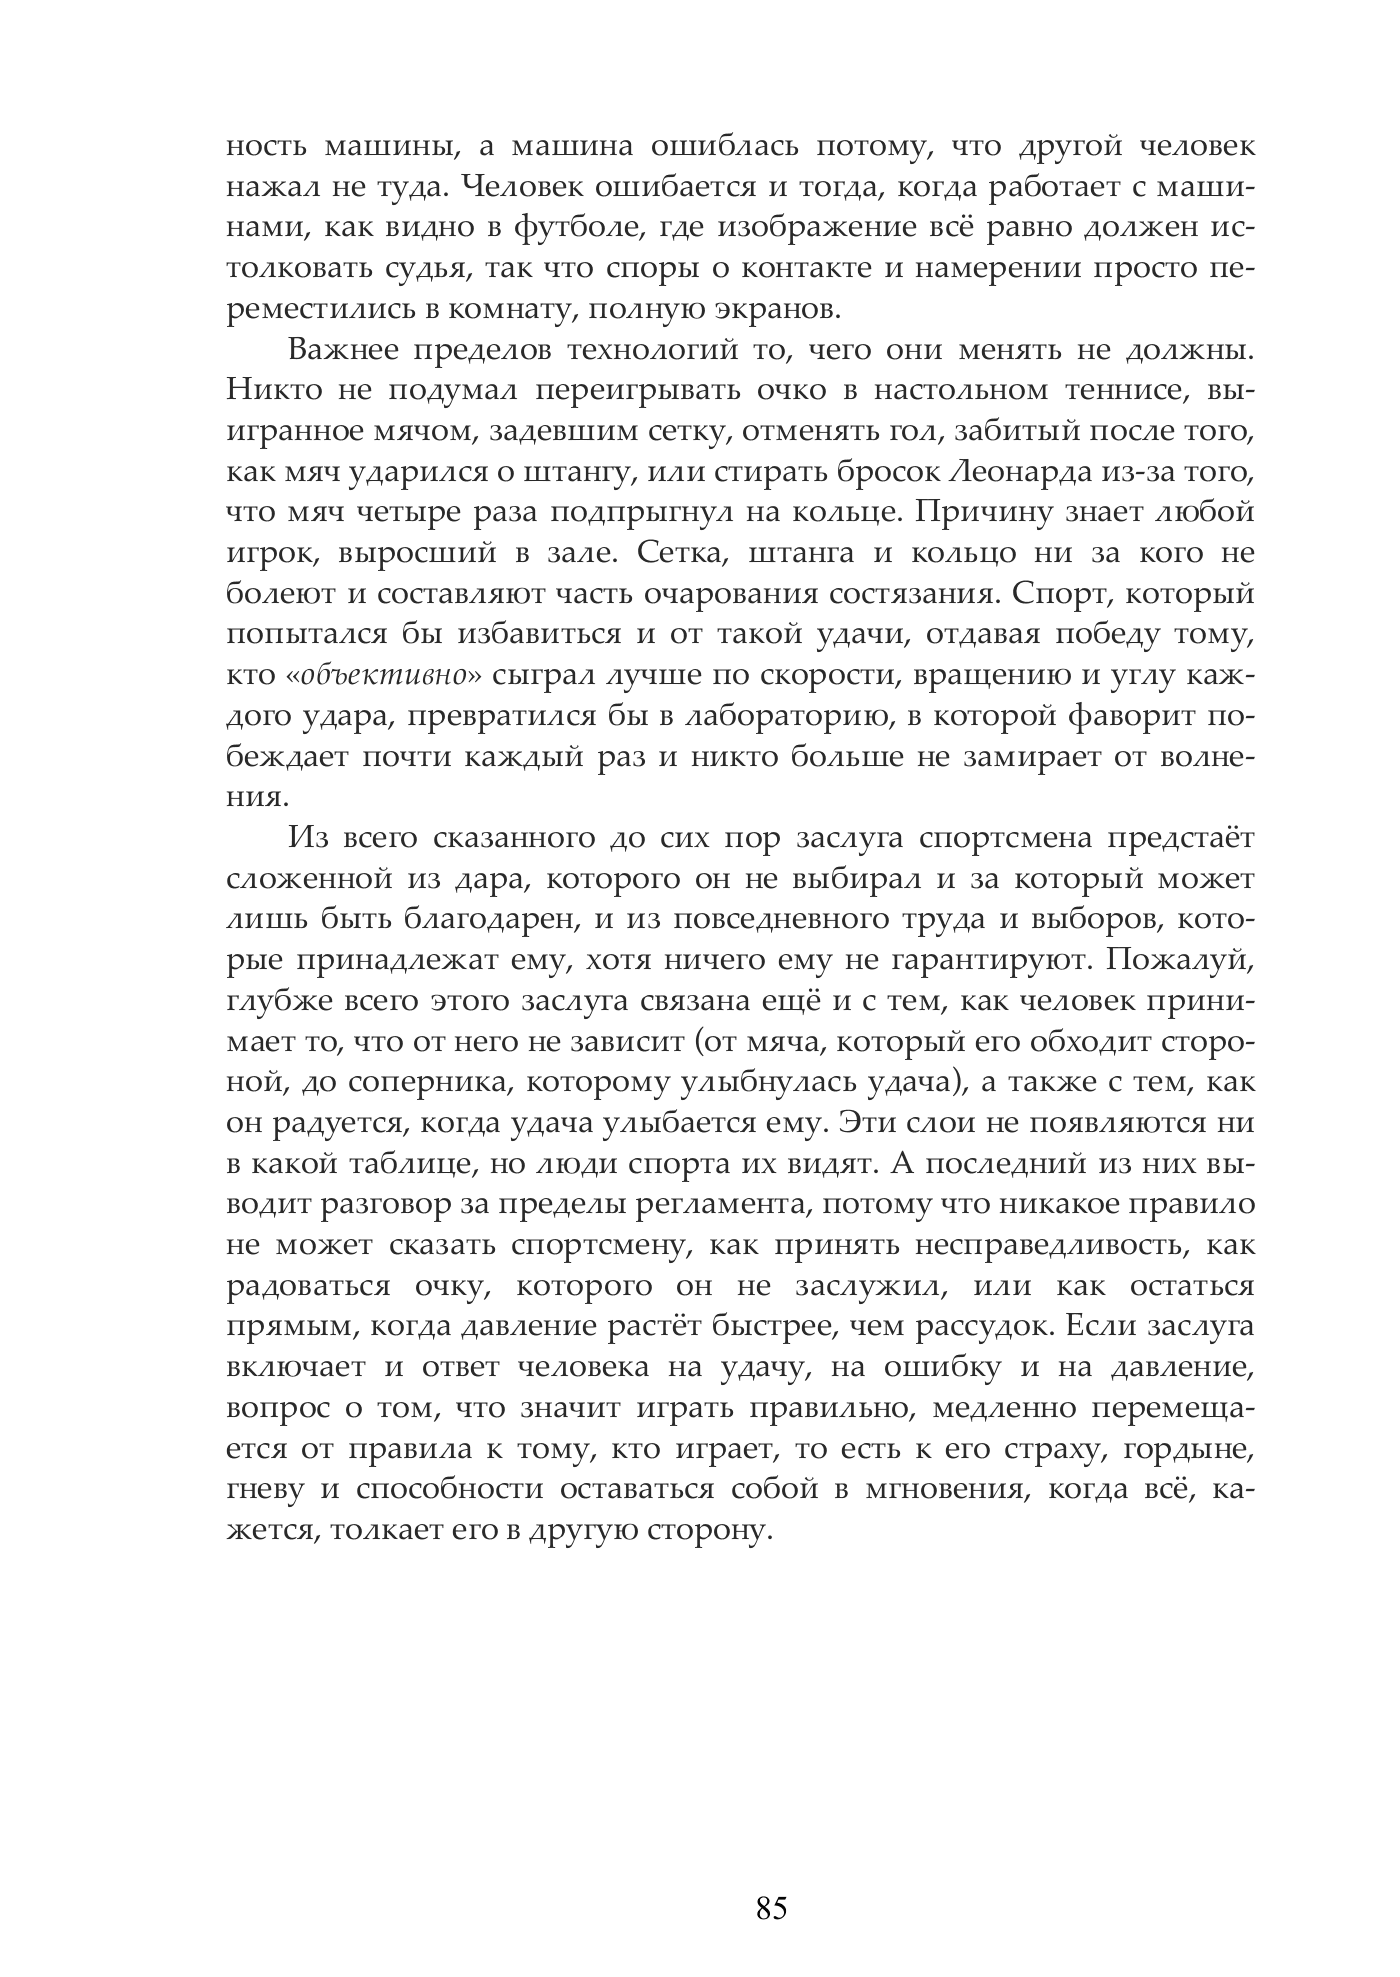 ность машины, а машина ошиблась потому, что другой человек
нажал не туда. Человек ошибается и тогда, когда работает с маши-
нами, как видно в футболе, где изображение всё равно должен ис-
толковать судья, так что споры о контакте и намерении просто пе-
реместились в комнату, полную экранов.
Важнее пределов технологий то, чего они менять не должны.
Никто не подумал переигрывать очко в настольном теннисе, вы-
игранное мячом, задевшим сетку, отменять гол, забитый после того,
как мяч ударился о штангу, или стирать бросок Леонарда из-за того,
что мяч четыре раза подпрыгнул на кольце. Причину знает любой
игрок, выросший в зале. Сетка, штанга и кольцо ни за кого не
болеют и составляют часть очарования состязания. Спорт, который
попытался бы избавиться и от такой удачи, отдавая победу тому,
кто «объективно» сыграл лучше по скорости, вращению и углу каж-
дого удара, превратился бы в лабораторию, в которой фаворит по-
беждает почти каждый раз и никто больше не замирает от волне-
ния.
Из всего сказанного до сих пор заслуга спортсмена предстаёт
сложенной из дара, которого он не выбирал и за который может
лишь быть благодарен, и из повседневного труда и выборов, кото-
рые принадлежат ему, хотя ничего ему не гарантируют. Пожалуй,
глубже всего этого заслуга связана ещё и с тем, как человек прини-
мает то, что от него не зависит (от мяча, который его обходит сторо-
ной, до соперника, которому улыбнулась удача), а также с тем, как
он радуется, когда удача улыбается ему. Эти слои не появляются ни
в какой таблице, но люди спорта их видят. А последний из них вы-
водит разговор за пределы регламента, потому что никакое правило
не может сказать спортсмену, как принять несправедливость, как
радоваться очку, которого он не заслужил, или как остаться
прямым, когда давление растёт быстрее, чем рассудок. Если заслуга
включает и ответ человека на удачу, на ошибку и на давление,
вопрос о том, что значит играть правильно, медленно перемеща-
ется от правила к тому, кто играет, то есть к его страху, гордыне,
гневу и способности оставаться собой в мгновения, когда всё, ка-
жется, толкает его в другую сторону.
85